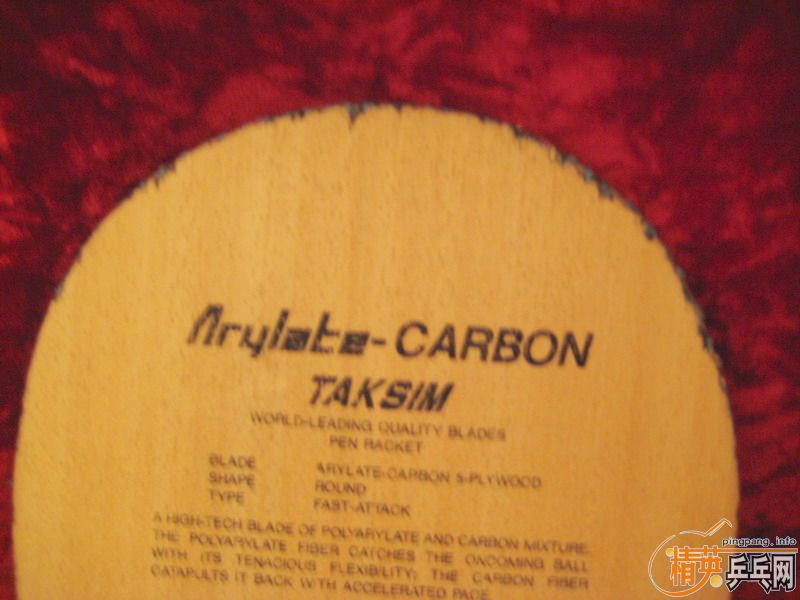 Arylate-CARBON
TAKSIM
WORLD-LEADING QUALITY BLADES
PEN RACKET
BLADE ARYLATE-CARBON 5-PLYWOOD
SHAPE ROUND
TYPE FAST-ATTACK
A HIGH-TECH BLADE OF POLYARYLATE AND CARBON MIXTURE.
THE POLYARYLATE FIBER CATCHES THE ONCOMING BALL
WITH ITS TENACIOUS FLEXIBILITY; THE CARBON FIBER
CATAPULTS IT BACK WITH ACCELERATED PACE.
pingpang.info
精英乒乓网